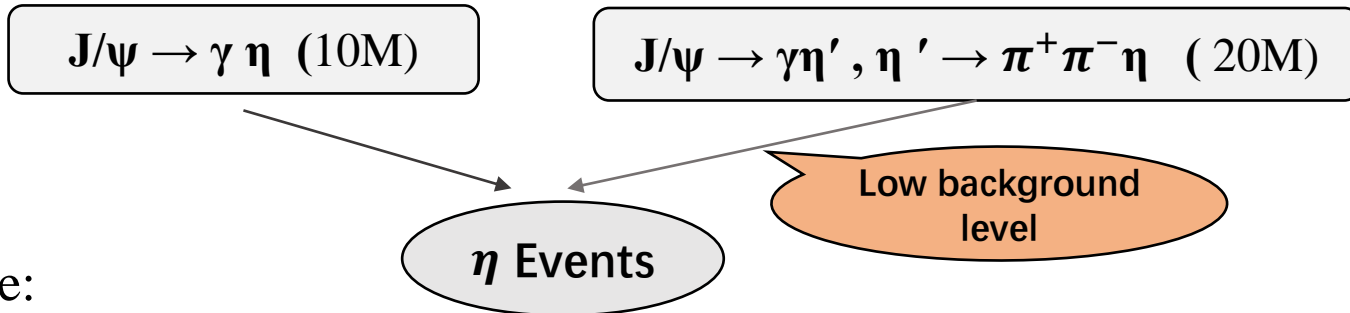 J/ψ → γ η (10M)
J/ψ → γη′ , η ′ → π⁺π⁻η ( 20M)
Low background
level
η Events
e: